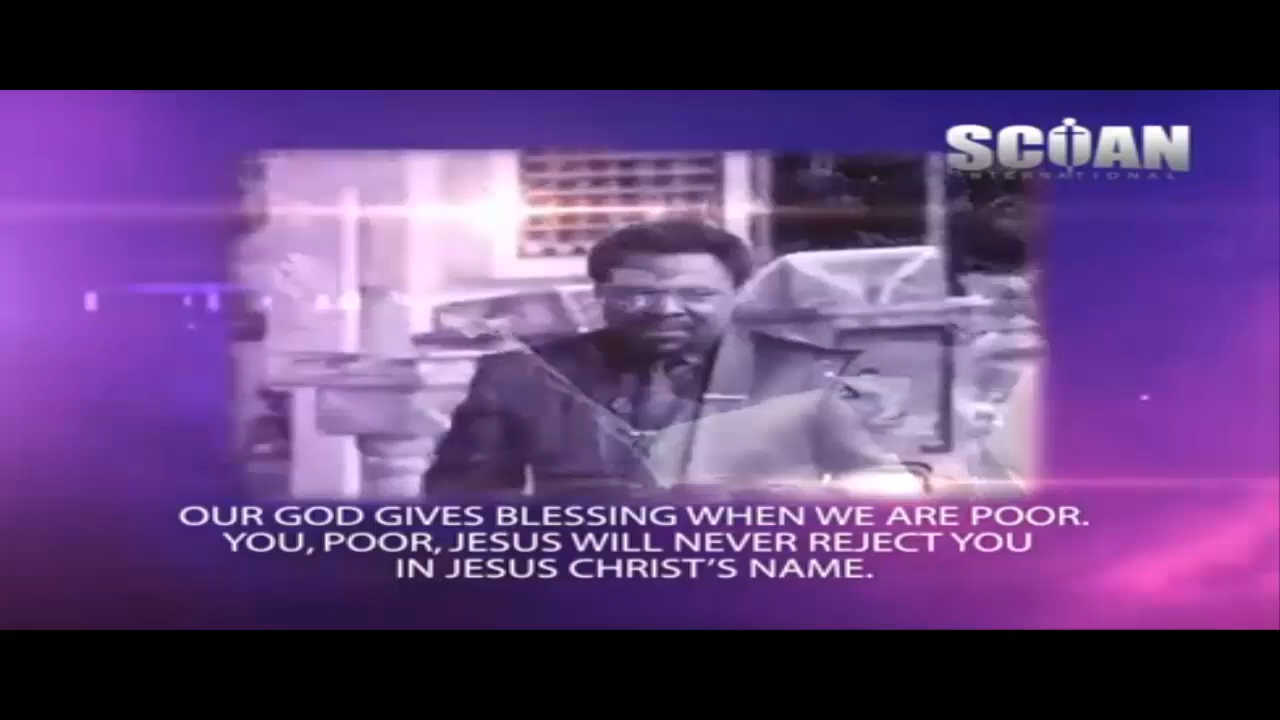 SCOAN
INTERNATIONAL
OUR GOD GIVES BLESSING WHEN WE ARE POOR.
YOU, POOR, JESUS WILL NEVER REJECT YOU
IN JESUS CHRIST'S NAME.